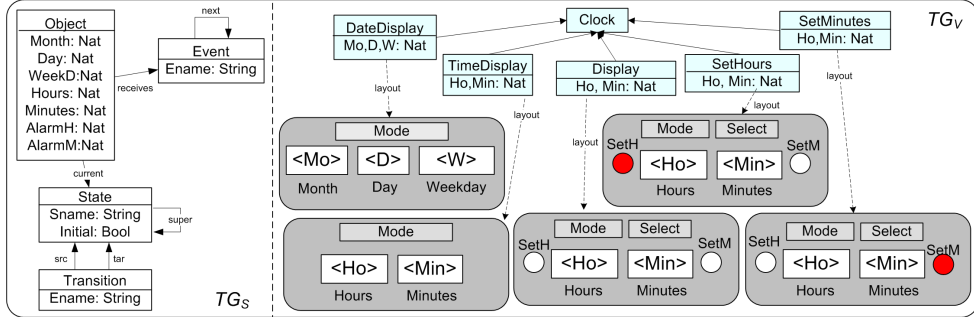 Object
Month: Nat
Day: Nat
WeekD:Nat
Hours: Nat
Minutes: Nat
AlarmH: Nat
AlarmM:Nat
next
Event
Ename: String
receives
current
State
Sname: String
Initial: Bool
super
src
tar
Transition
Ename: String
TGS
DateDisplay
Mo,D,W: Nat
Clock
SetMinutes
Ho,Min: Nat
TGV
TimeDisplay
Ho,Min: Nat
Display
Ho, Min: Nat
SetHours
Ho, Min: Nat
layout
layout
layout
layout
layout
Mode
<Mo> <D> <W>
Month Day Weekday
Mode Select
SetH SetM
<Ho> <Min>
Hours Minutes
Mode
<Ho> <Min>
Hours Minutes
Mode Select
SetH SetM
<Ho> <Min>
Hours Minutes
Mode Select
SetH SetM
<Ho> <Min>
Hours Minutes